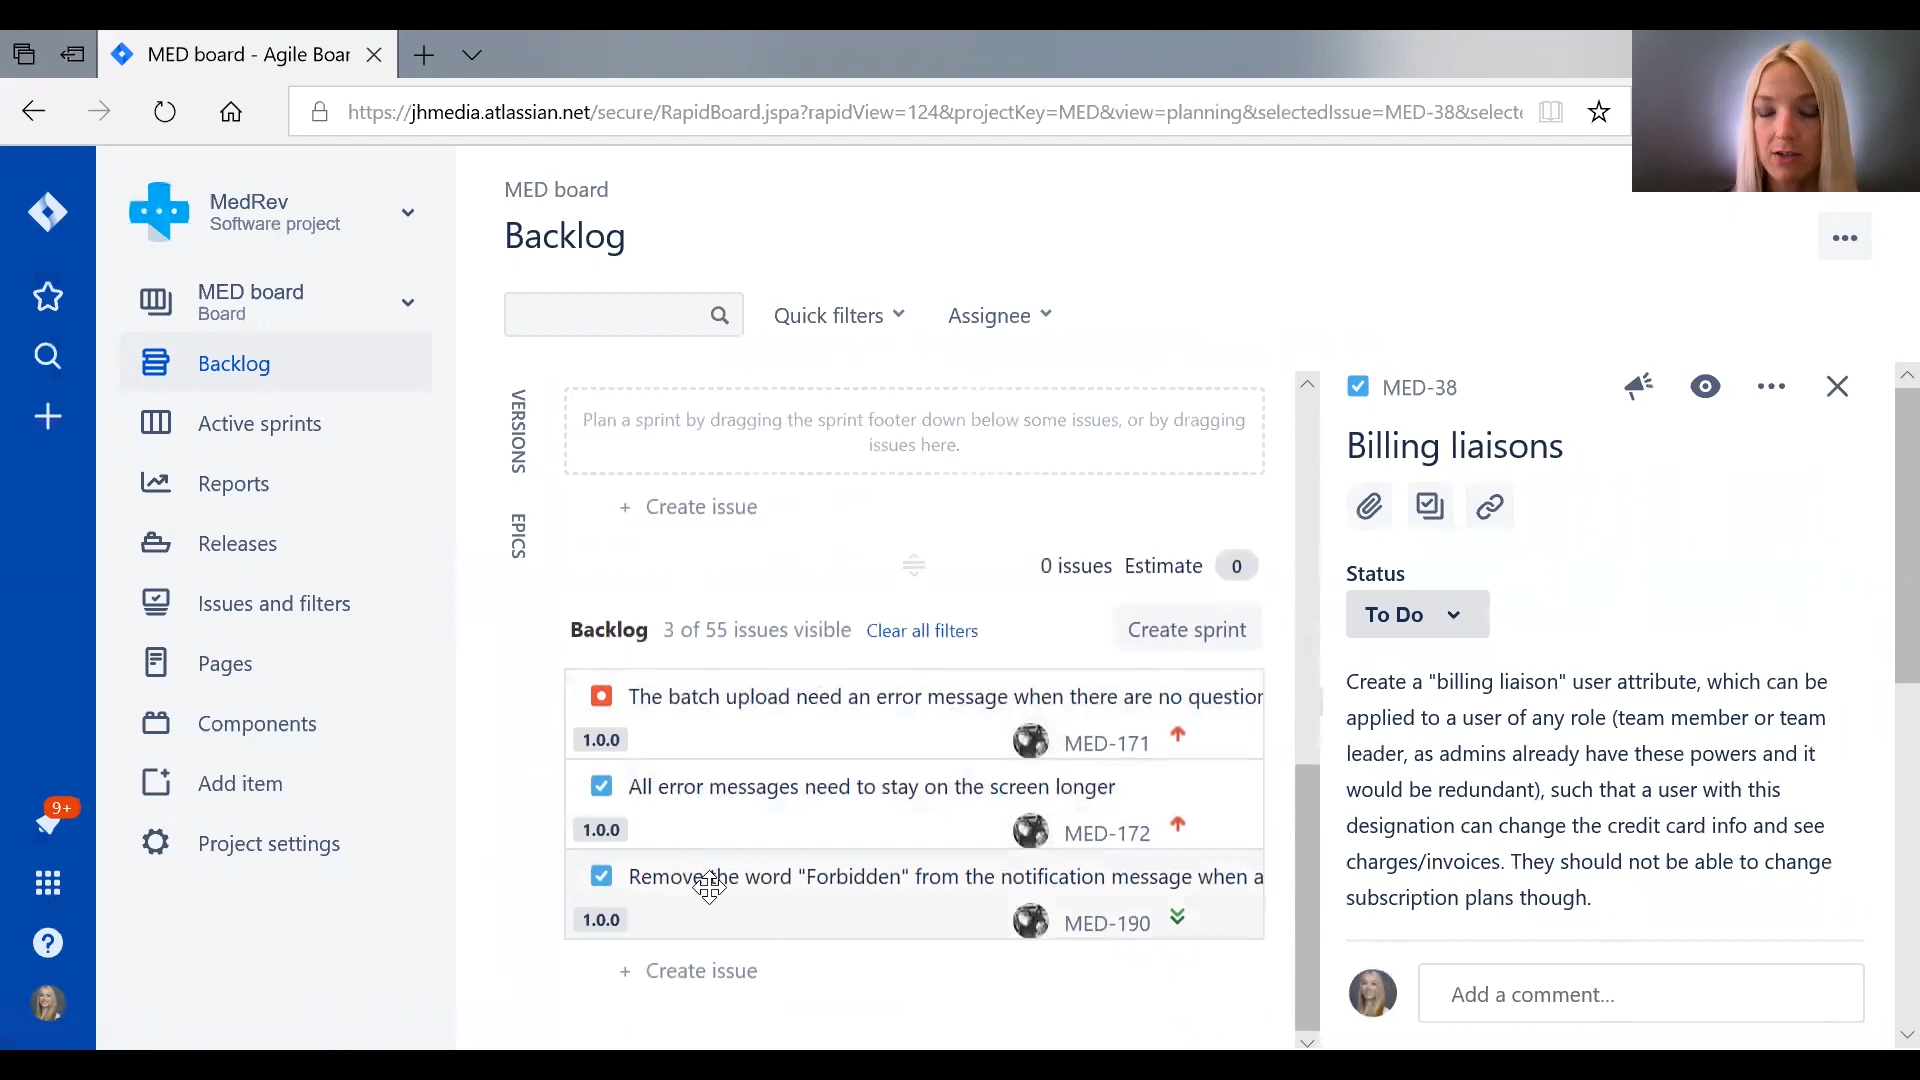 MED board - Agile Boar
https://jhmedia.atlassian.net/secure/RapidBoard.jspa?rapidView=124&projectKey=MED&view=planning&selectedIssue=MED-38&selecte
MedRev
Software project
MED board
Board
Backlog
Active sprints
Reports
Releases
Issues and filters
Pages
Components
Add item
Project settings
9+
MED board
Backlog
Quick filters
Assignee
VERSIONS
EPICS
Plan a sprint by dragging the sprint footer down below some issues, or by dragging
issues here.
+ Create issue
0 issues Estimate 0
Backlog 3 of 55 issues visible Clear all filters Create sprint
The batch upload need an error message when there are no question
1.0.0 MED-171
All error messages need to stay on the screen longer
1.0.0 MED-172
Remove the word "Forbidden" from the notification message when a
1.0.0 MED-190
+ Create issue
MED-38
Billing liaisons
Status
To Do
Create a "billing liaison" user attribute, which can be
applied to a user of any role (team member or team
leader, as admins already have these powers and it
would be redundant), such that a user with this
designation can change the credit card info and see
charges/invoices. They should not be able to change
subscription plans though.
Add a comment...